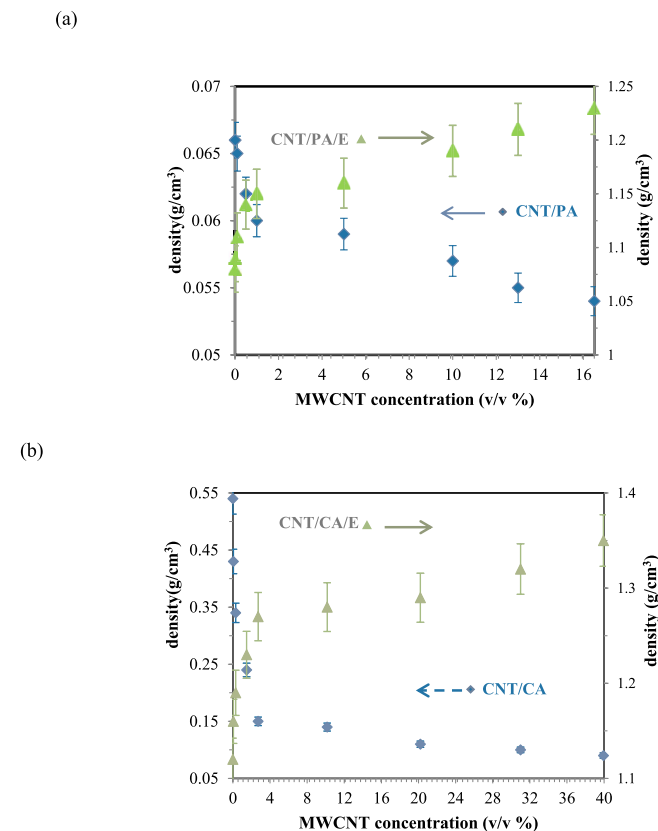 (a)
0.07
0.065
0.06
0.055
0.05
density(g/cm³)
1.25
1.2
1.15
1.1
1.05
1
density (g/cm³)
CNT/PA/E
CNT/PA
0 2 4 6 8 10 12 14 16
MWCNT concentration (v/v %)
(b)
0.55
0.45
0.35
0.25
0.15
0.05
density(g/cm³)
1.4
1.3
1.2
1.1
density (g/cm³)
CNT/CA/E
CNT/CA
0 4 8 12 16 20 24 28 32 36 40
MWCNT concentration (v/v %)